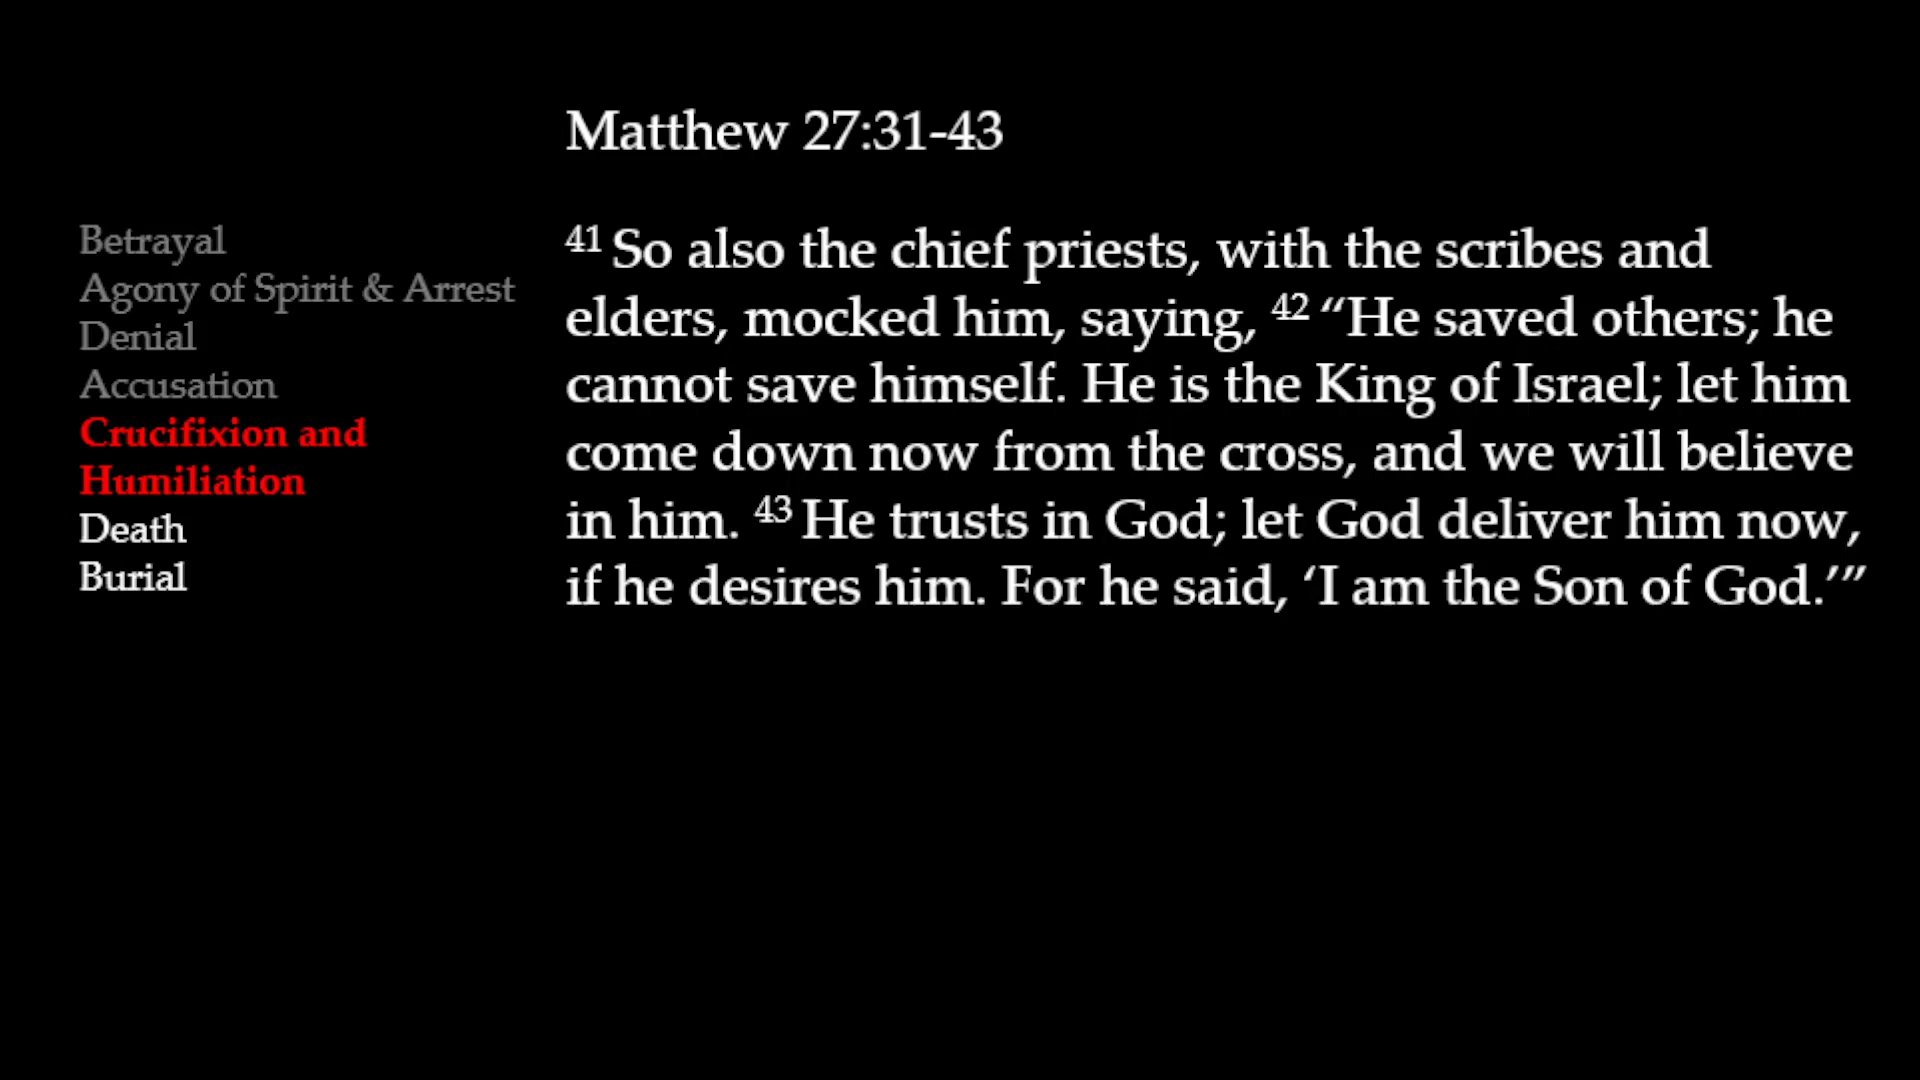 Matthew 27:31-43
Betrayal
Agony of Spirit & Arrest
Denial
Accusation
Crucifixion and
Humiliation
Death
Burial
41 So also the chief priests, with the scribes and
elders, mocked him, saying, 42 “He saved others; he
cannot save himself. He is the King of Israel; let him
come down now from the cross, and we will believe
in him. 43 He trusts in God; let God deliver him now,
if he desires him. For he said, ‘I am the Son of God.’”